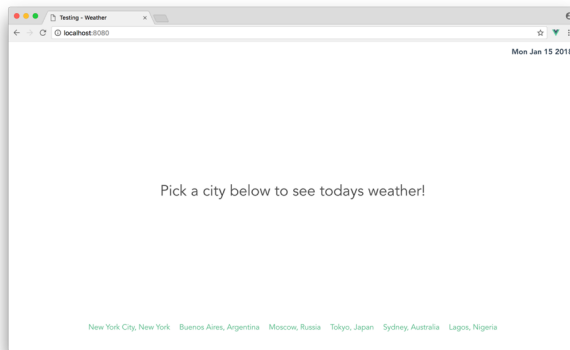 Testing - Weather
localhost:8080
Mon Jan 15 2018
Pick a city below to see todays weather!
New York City, New York Buenos Aires, Argentina Moscow, Russia Tokyo, Japan Sydney, Australia Lagos, Nigeria